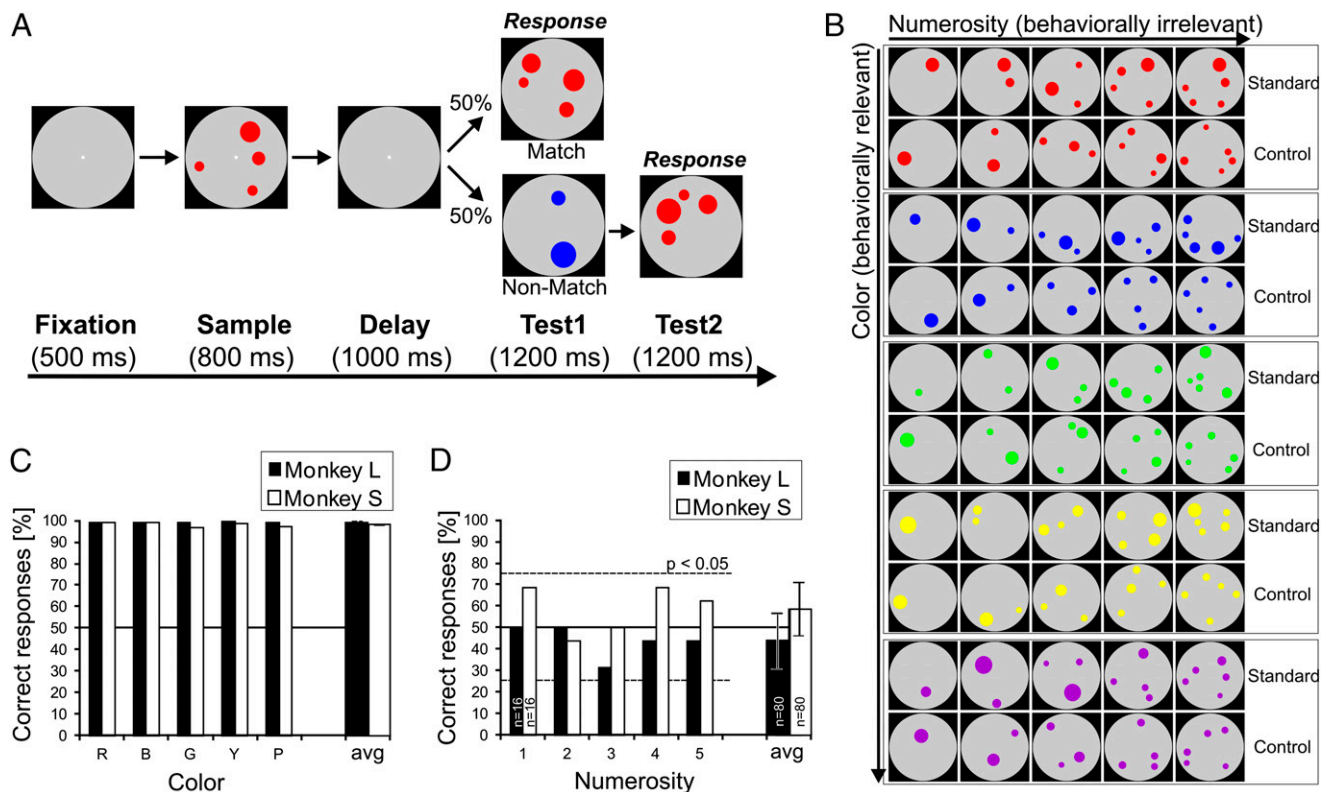 A
Response
50%
Match
Response
50%
Non-Match
Fixation
(500 ms)
Sample
(800 ms)
Delay
(1000 ms)
Test1
(1200 ms)
Test2
(1200 ms)
B
Numerosity (behaviorally irrelevant)
Color (behaviorally relevant)
Standard
Control
Standard
Control
Standard
Control
Standard
Control
Standard
Control
C
Monkey L
Monkey S
Correct responses [%]
100
90
80
70
60
50
40
30
20
10
0
R B G Y P avg
Color
D
Monkey L
Monkey S
Correct responses [%]
100
90
80
70
60
50
40
30
20
10
0
p < 0.05
n=16
n=16
n=80
n=80
1 2 3 4 5 avg
Numerosity